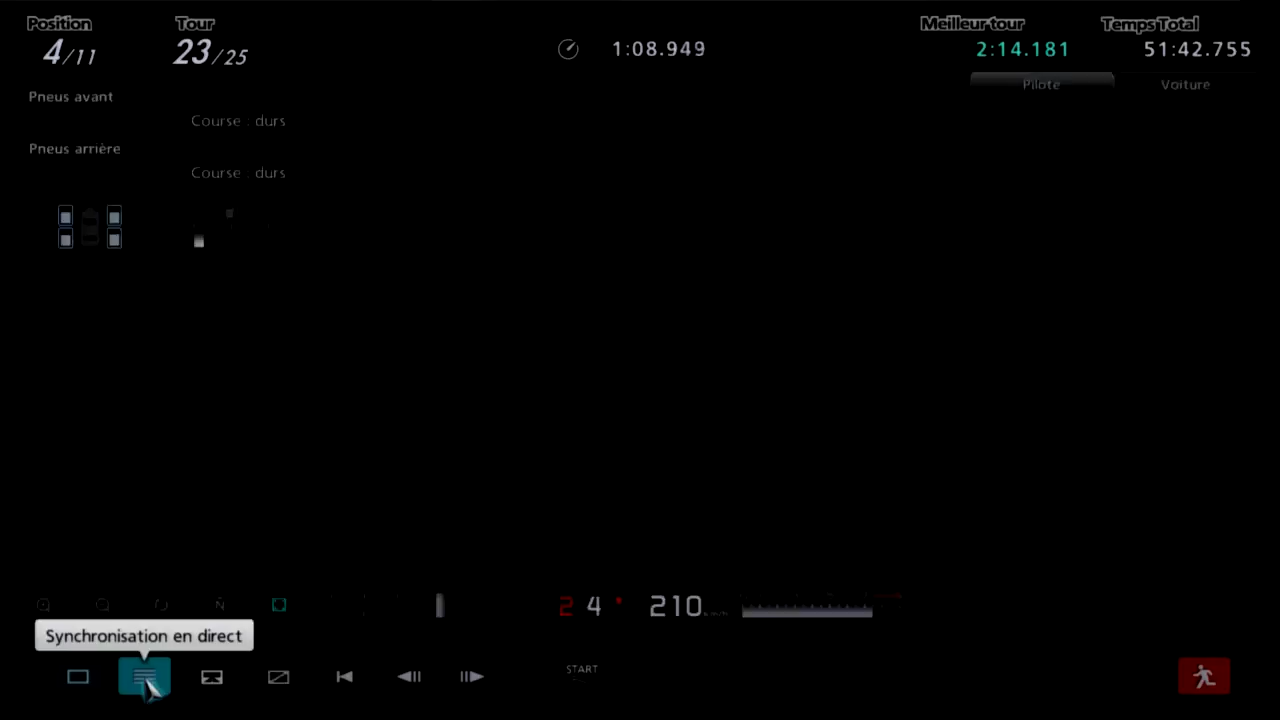 Position
Tour
Meilleur tour
Temps Total
4/11
23/25
1:08.949
2:14.181
51:42.755
Pilote
Voiture
Pneus avant
Course : durs
Pneus arrière
Course : durs
N
2 4
210 km/h
Synchronisation en direct
START